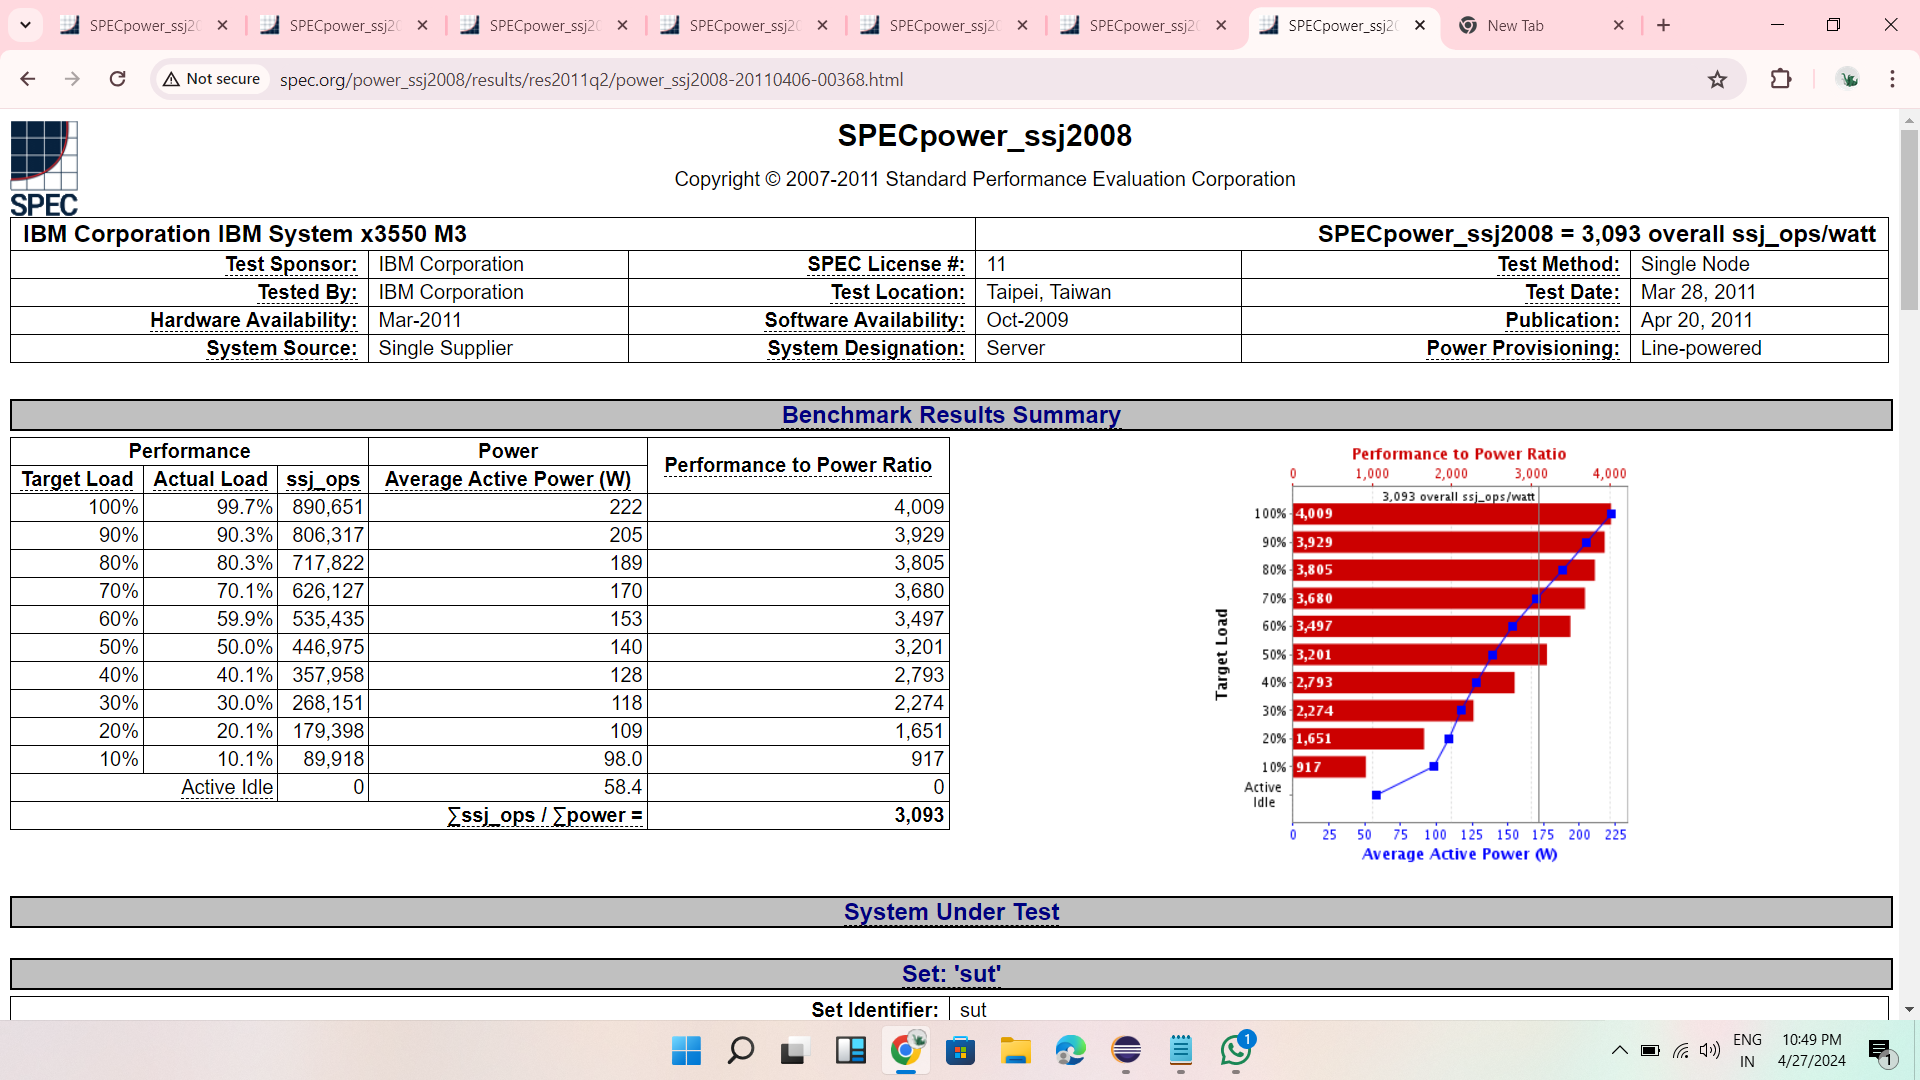 SPECpower_ssj20
SPECpower_ssj20
SPECpower_ssj20
SPECpower_ssj20
SPECpower_ssj20
SPECpower_ssj20
SPECpower_ssj20
New Tab
Not secure
spec.org/power_ssj2008/results/res2011q2/power_ssj2008-20110406-00368.html
spec
SPECpower_ssj2008
Copyright © 2007-2011 Standard Performance Evaluation Corporation
IBM Corporation IBM System x3550 M3 SPECpower_ssj2008 = 3,093 overall ssj_ops/watt
Test Sponsor: IBM Corporation SPEC License #: 11 Test Method: Single Node
Tested By: IBM Corporation Test Location: Taipei, Taiwan Test Date: Mar 28, 2011
Hardware Availability: Mar-2011 Software Availability: Oct-2009 Publication: Apr 20, 2011
System Source: Single Supplier System Designation: Server Power Provisioning: Line-powered
Benchmark Results Summary
Performance Power Performance to Power Ratio
Target Load Actual Load ssj_ops Average Active Power (W)
100% 99.7% 890,651 222 4,009
90% 90.3% 806,317 205 3,929
80% 80.3% 717,822 189 3,805
70% 70.1% 626,127 170 3,680
60% 59.9% 535,435 153 3,497
50% 50.0% 446,975 140 3,201
40% 40.1% 357,958 128 2,793
30% 30.0% 268,151 118 2,274
20% 20.1% 179,398 109 1,651
10% 10.1% 89,918 98.0 917
Active Idle 0 58.4 0
∑ssj_ops / ∑power = 3,093
Performance to Power Ratio
0 1,000 2,000 3,000 4,000
3,093 overall ssj_ops/watt
Target Load
100% 4,009
90% 3,929
80% 3,805
70% 3,680
60% 3,497
50% 3,201
40% 2,793
30% 2,274
20% 1,651
10% 917
Active
Idle
0 25 50 75 100 125 150 175 200 225
Average Active Power (W)
System Under Test
Set: 'sut'
Set Identifier: sut
1
ENG
IN
10:49 PM
4/27/2024
1